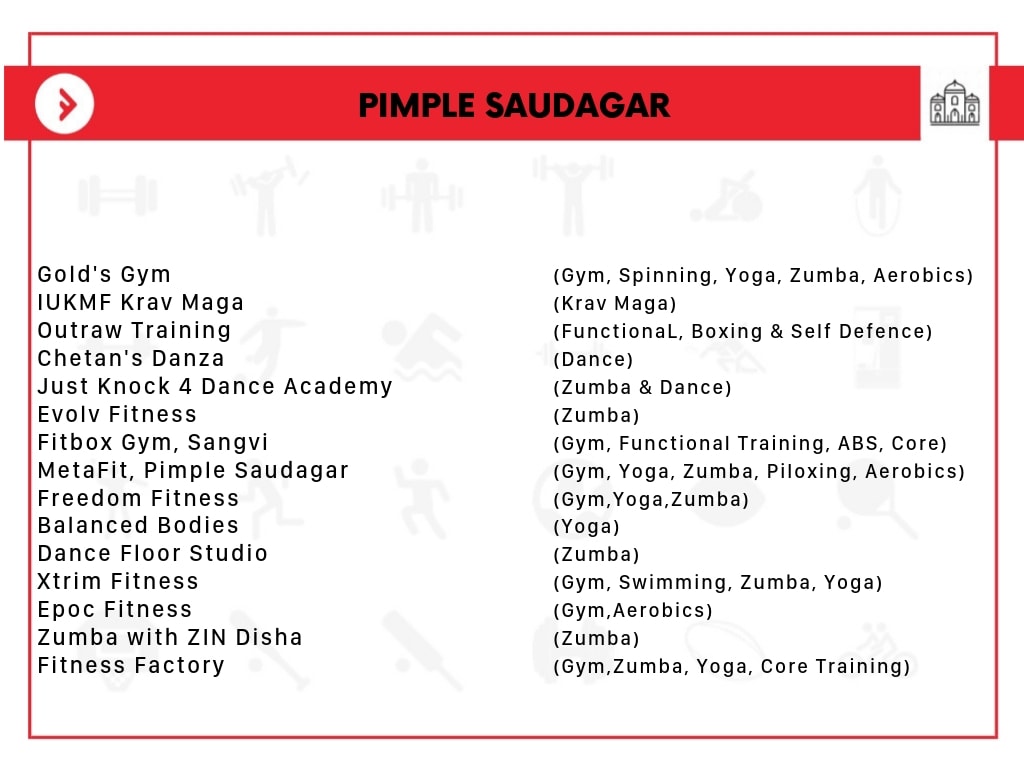 PIMPLE SAUDAGAR
Gold's Gym (Gym, Spinning, Yoga, Zumba, Aerobics)
IUKMF Krav Maga (Krav Maga)
Outraw Training (FunctionaL, Boxing & Self Defence)
Chetan's Danza (Dance)
Just Knock 4 Dance Academy (Zumba & Dance)
Evolv Fitness (Zumba)
Fitbox Gym, Sangvi (Gym, Functional Training, ABS, Core)
MetaFit, Pimple Saudagar (Gym, Yoga, Zumba, Piloxing, Aerobics)
Freedom Fitness (Gym,Yoga,Zumba)
Balanced Bodies (Yoga)
Dance Floor Studio (Zumba)
Xtrim Fitness (Gym, Swimming, Zumba, Yoga)
Epoc Fitness (Gym,Aerobics)
Zumba with ZIN Disha (Zumba)
Fitness Factory (Gym,Zumba, Yoga, Core Training)